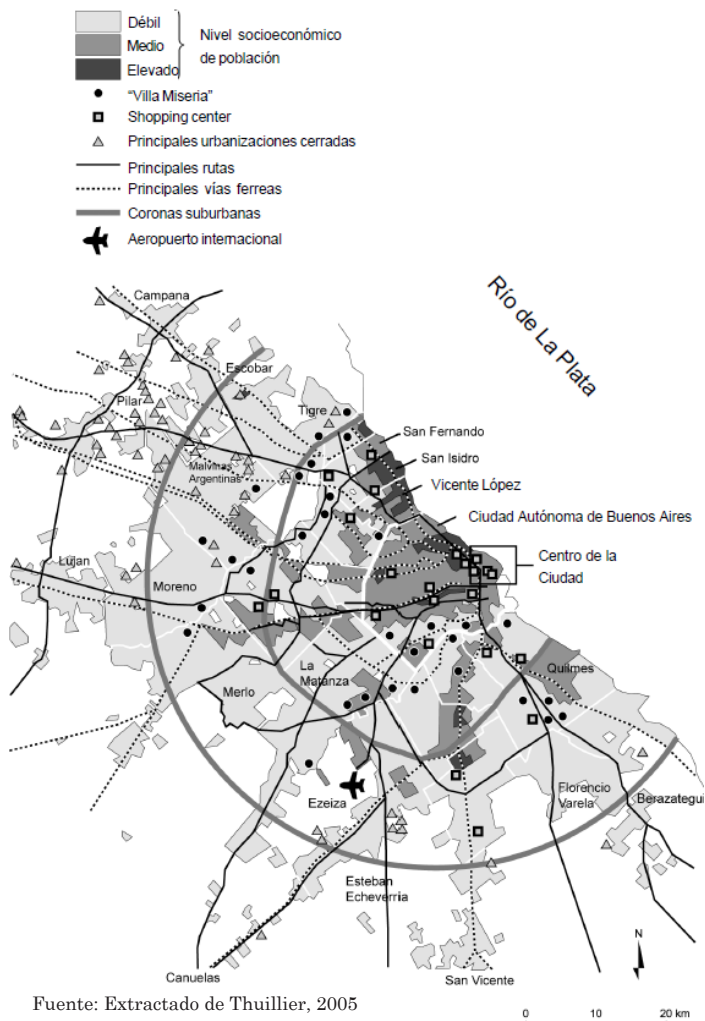 Débil
Medio
Elevado
Nivel socioeconómico
de población
"Villa Miseria"
Shopping center
Principales urbanizaciones cerradas
Principales rutas
Principales vías ferreas
Coronas suburbanas
Aeropuerto internacional
Río de La Plata
Campana
Escobar
Pilar
Tigre
San Fernando
San Isidro
Malvinas
Argentinas
Vicente López
Ciudad Autónoma de Buenos Aires
Centro de la
Ciudad
Lújan
Moreno
La
Matanza
Merlo
Quilmes
Ezeiza
Florencio
Varela
Berazategui
Esteban
Echeverria
Canuelas
San Vicente
N
Fuente: Extractado de Thuillier, 2005
0 10 20 km